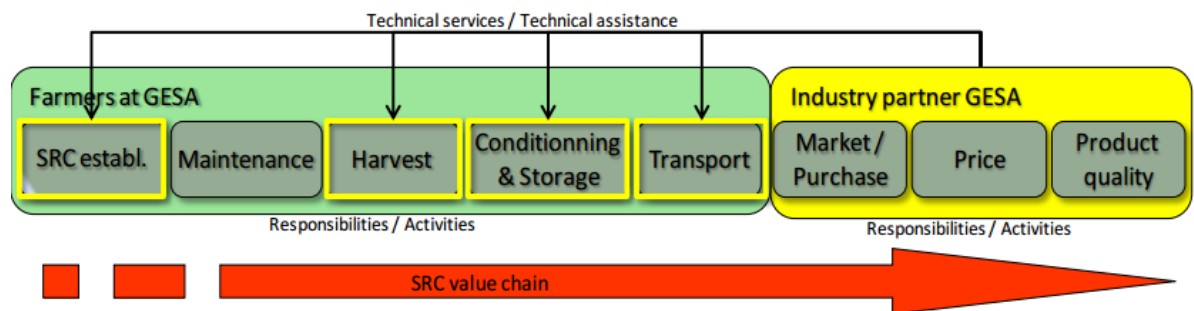 Technical services / Technical assistance
Farmers at GESA
Industry partner GESA
SRC establ.
Maintenance
Harvest
Conditionning
& Storage
Transport
Market /
Purchase
Price
Product
quality
Responsibilities / Activities
Responsibilities / Activities
SRC value chain